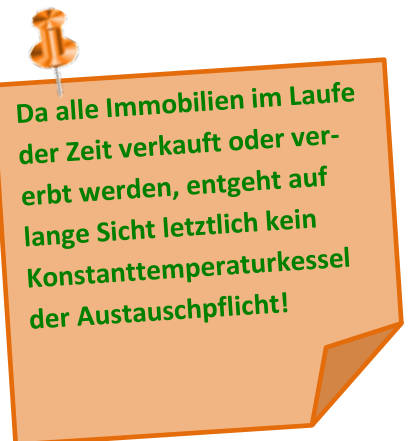 Da alle Immobilien im Laufe
der Zeit verkauft oder ver-
erbt werden, entgeht auf
lange Sicht letztlich kein
Konstanttemperaturkessel
der Austauschpflicht!